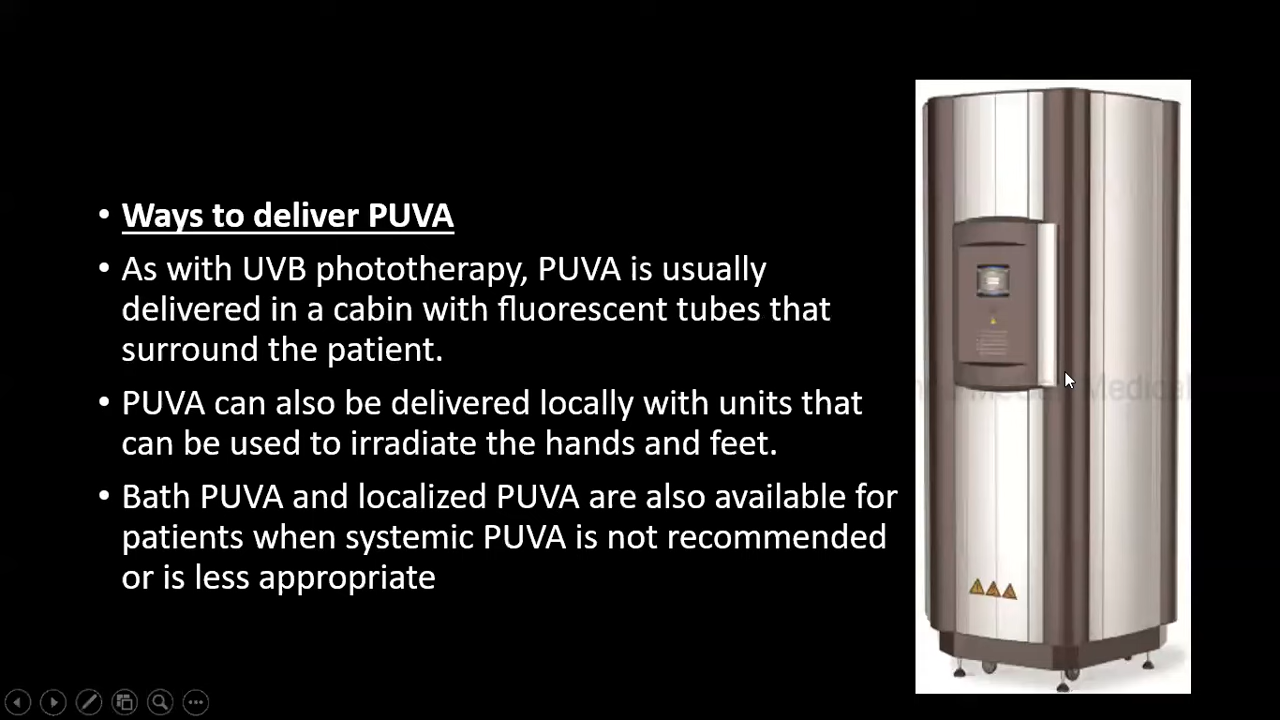 • Ways to deliver PUVA
• As with UVB phototherapy, PUVA is usually
delivered in a cabin with fluorescent tubes that
surround the patient.
• PUVA can also be delivered locally with units that
can be used to irradiate the hands and feet.
• Bath PUVA and localized PUVA are also available for
patients when systemic PUVA is not recommended
or is less appropriate
Medical